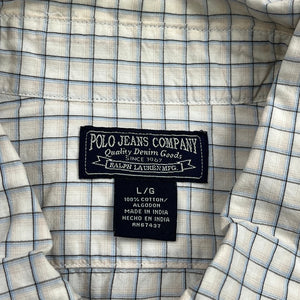 POLO JEANS COMPANY
Quality Denim Goods
SINCE 1967
RALPH LAUREN MFG.
L/G
100% COTTON/
ALGODON
MADE IN INDIA
HECHO EN INDIA
RN67437